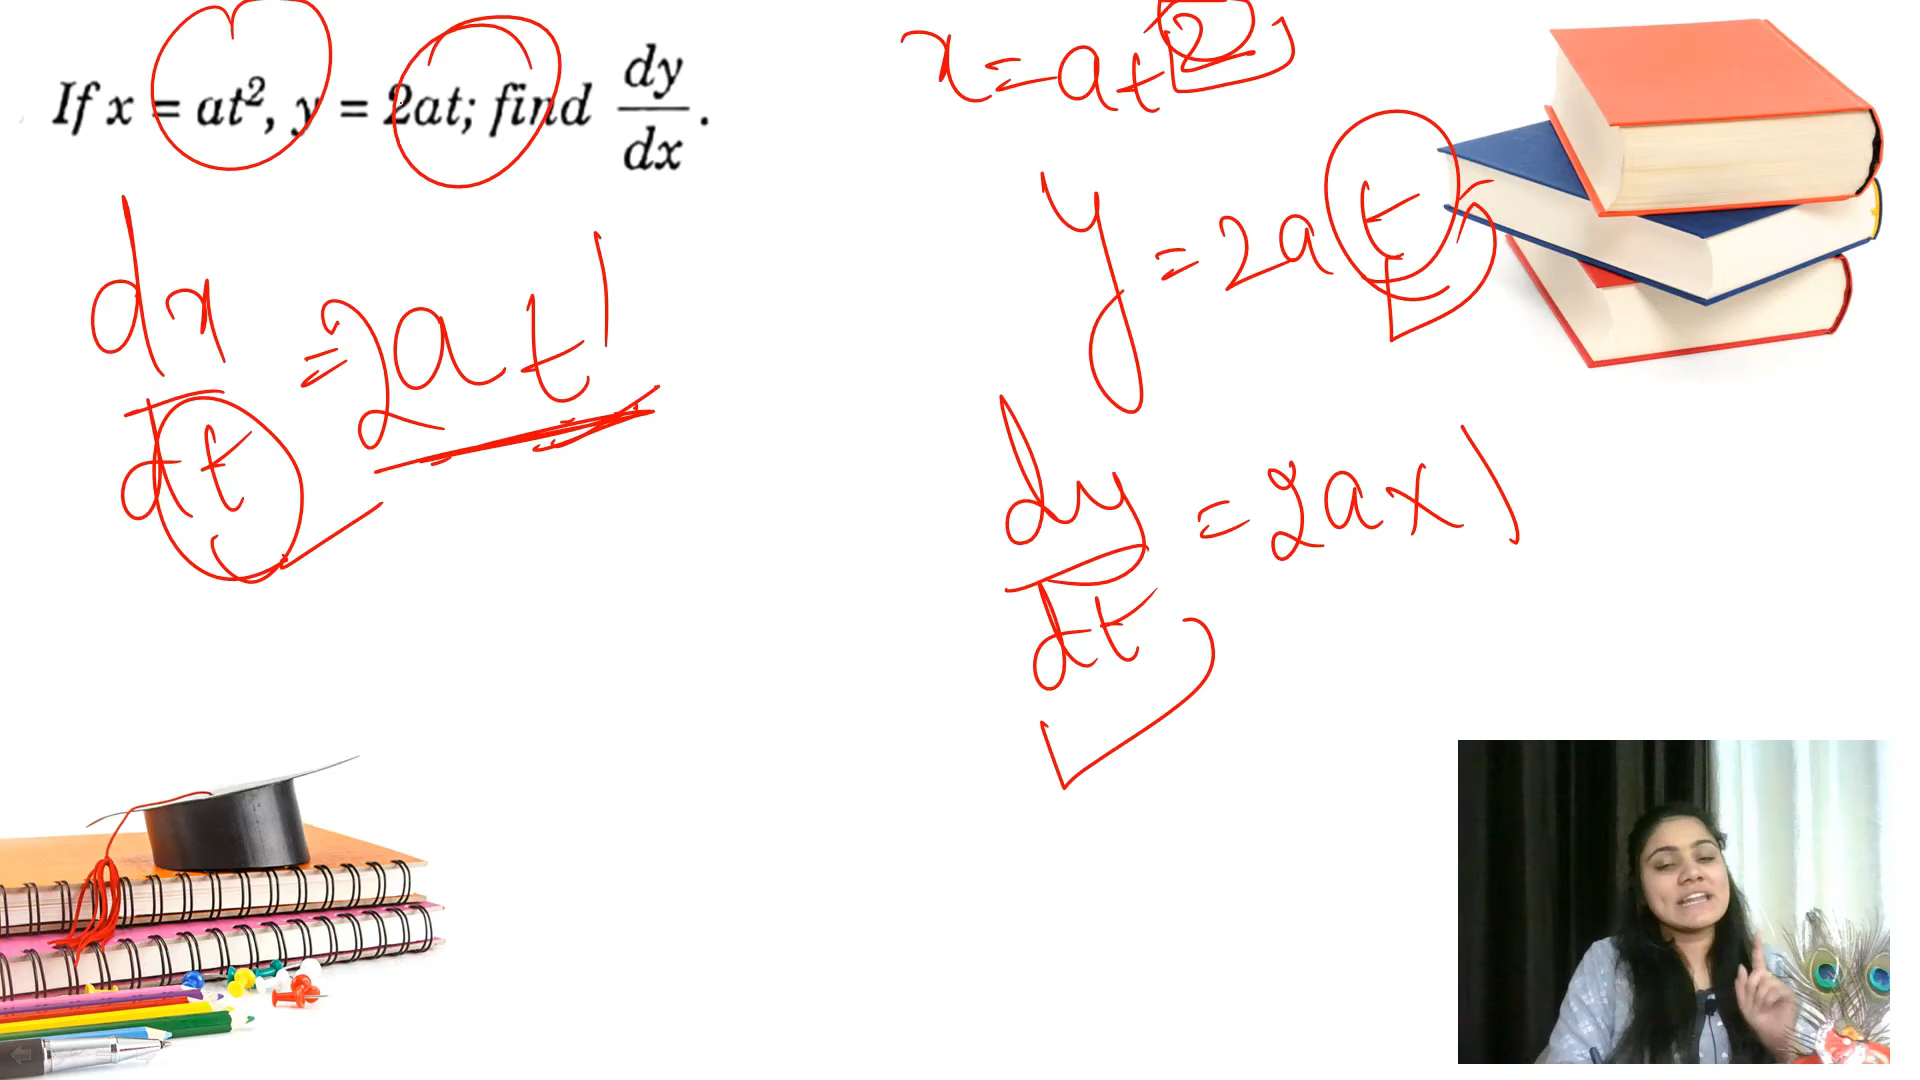 If x = at², y = 2at; find dy/dx.
x = at²
y = 2at
dx/dt = 2at¹
dy/dt = 2a x 1